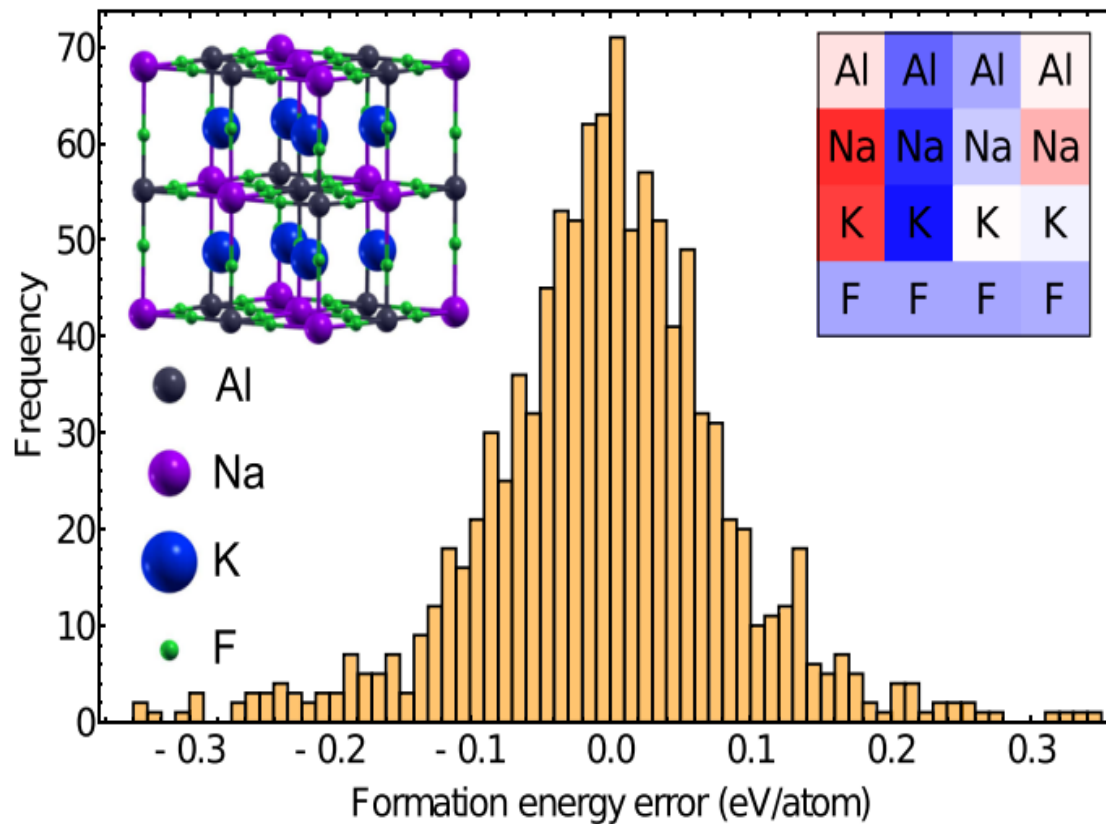 Frequency
70
60
50
40
30
20
10
0
Al
Na
K
F
Al Al Al Al
Na Na Na Na
K K K K
F F F F
- 0.3 - 0.2 - 0.1 0.0 0.1 0.2 0.3
Formation energy error (eV/atom)